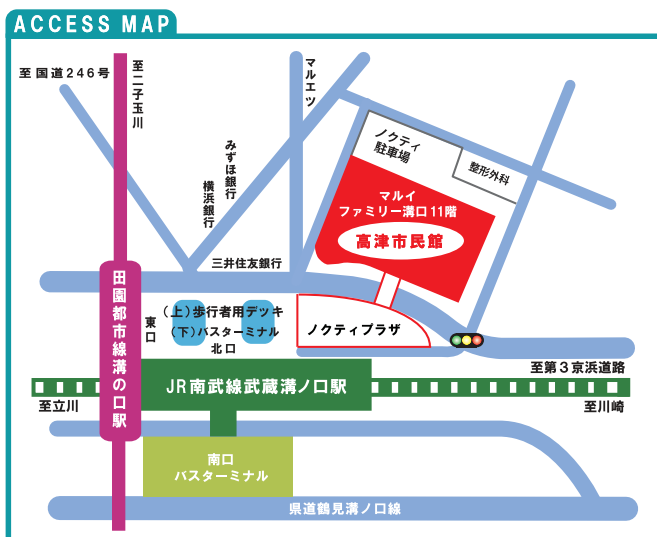 ACCESS MAP
至国道246号
至二子玉川
マルエツ
みずほ銀行
横浜銀行
ノクティ
駐車場
整形外科
マルイ
ファミリー溝口11階
高津市民館
三井住友銀行
田園都市線溝の口駅
東口
(上)歩行者用デッキ
(下)バスターミナル
北口
ノクティプラザ
至第3京浜道路
JR南武線武蔵溝ノ口駅
至立川
至川崎
南口
バスターミナル
県道鶴見溝ノ口線